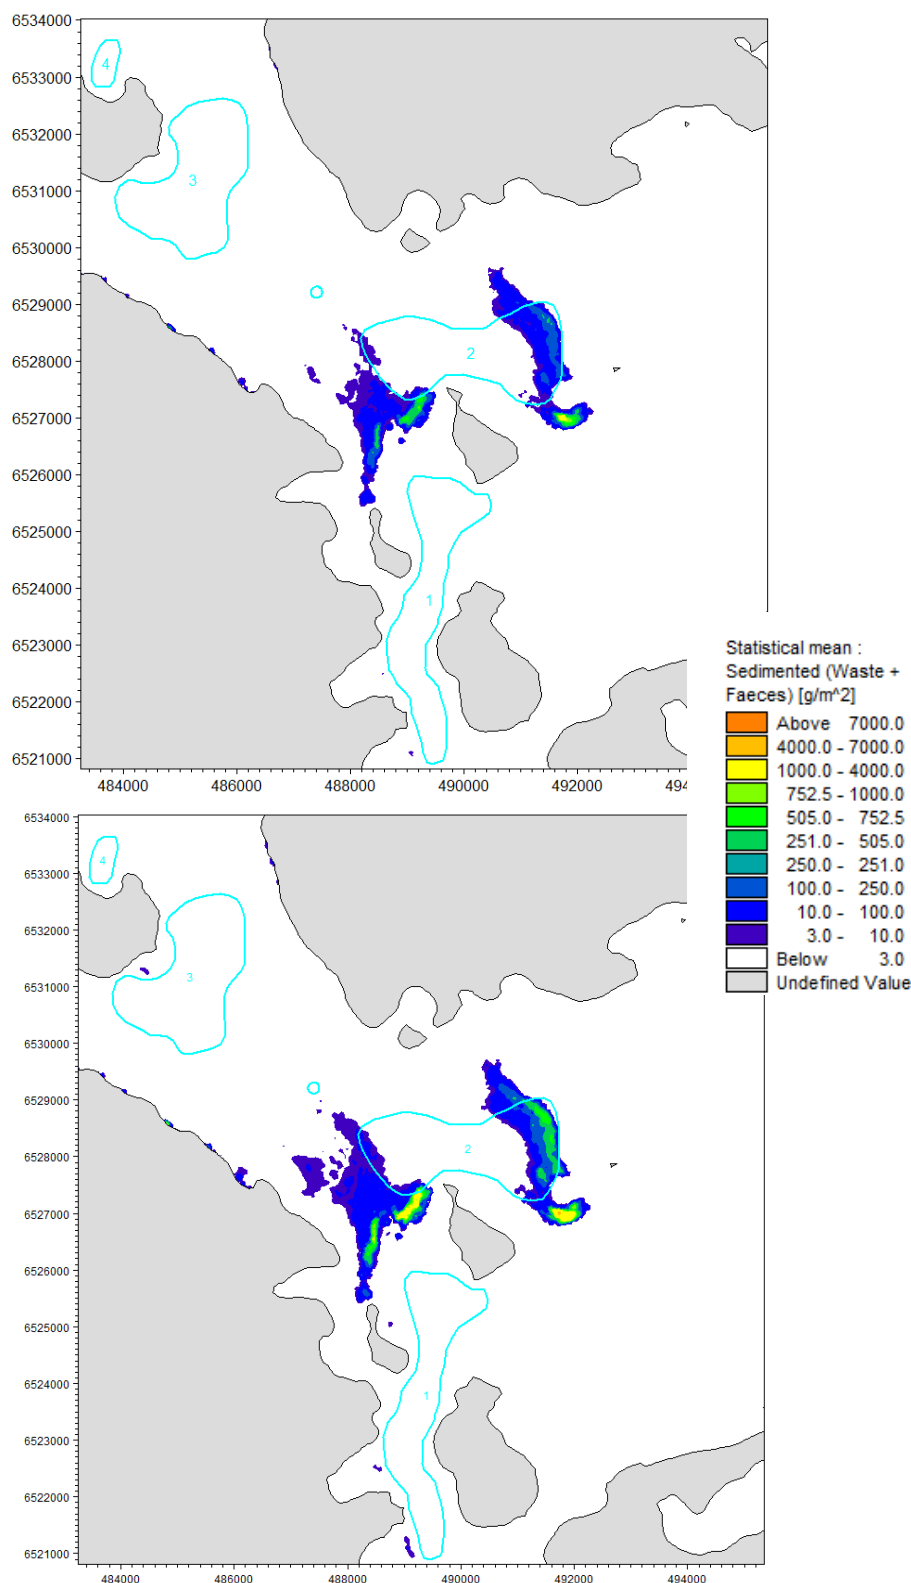 6534000
6533000
6532000
6531000
6530000
6529000
6528000
6527000
6526000
6525000
6524000
6523000
6522000
6521000
4
3
2
1
484000 486000 488000 490000 492000 494
Statistical mean :
Sedimented (Waste +
Faeces) [g/m^2]
Above 7000.0
4000.0 - 7000.0
1000.0 - 4000.0
752.5 - 1000.0
505.0 - 752.5
251.0 - 505.0
250.0 - 251.0
100.0 - 250.0
10.0 - 100.0
3.0 - 10.0
Below 3.0
Undefined Value
6534000
6533000
6532000
6531000
6530000
6529000
6528000
6527000
6526000
6525000
6524000
6523000
6522000
6521000
4
3
2
1
484000 486000 488000 490000 492000 494000